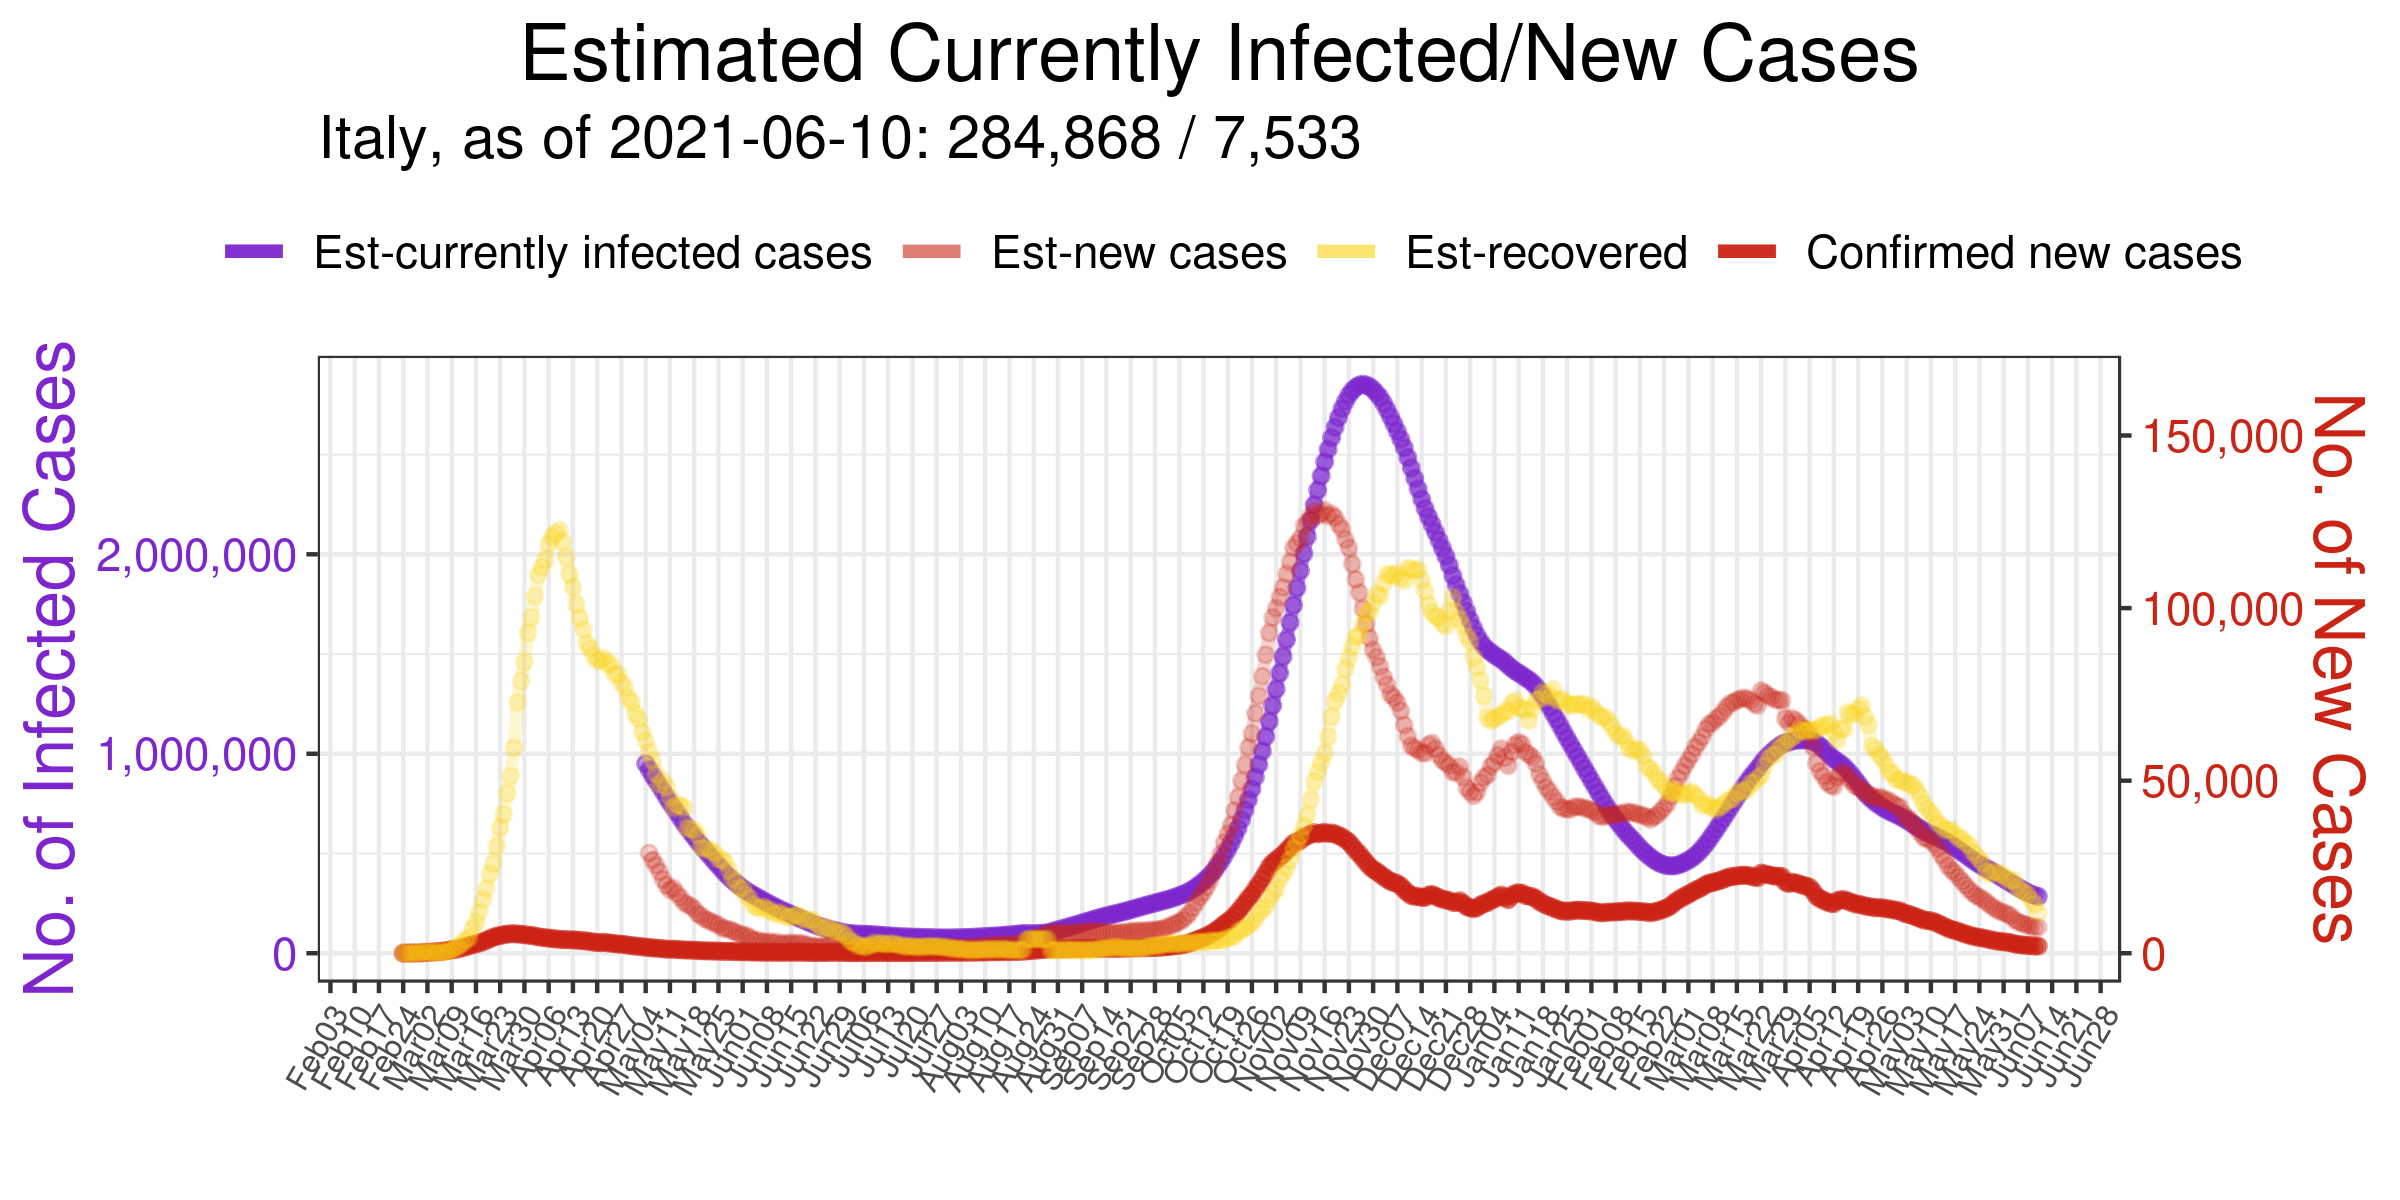 Estimated Currently Infected/New Cases
Italy, as of 2021-06-10: 284,868 / 7,533
Est-currently infected cases
Est-new cases
Est-recovered
Confirmed new cases
No. of Infected Cases
2,000,000
1,000,000
0
150,000
100,000
50,000
0
No. of New Cases
Feb03
Feb10
Feb17
Feb24
Mar02
Mar09
Mar16
Mar23
Mar30
Apr06
Apr13
Apr20
Apr27
May04
May11
May18
May25
Jun01
Jun08
Jun15
Jun22
Jun29
Jul06
Jul13
Jul20
Jul27
Aug03
Aug10
Aug17
Aug24
Aug31
Sep07
Sep14
Sep21
Sep28
Oct05
Oct12
Oct19
Oct26
Nov02
Nov09
Nov16
Nov23
Nov30
Dec07
Dec14
Dec21
Dec28
Jan04
Jan11
Jan18
Jan25
Feb01
Feb08
Feb15
Feb22
Mar01
Mar08
Mar15
Mar22
Mar29
Apr05
Apr12
Apr19
Apr26
May03
May10
May17
May24
May31
Jun07
Jun14
Jun21
Jun28